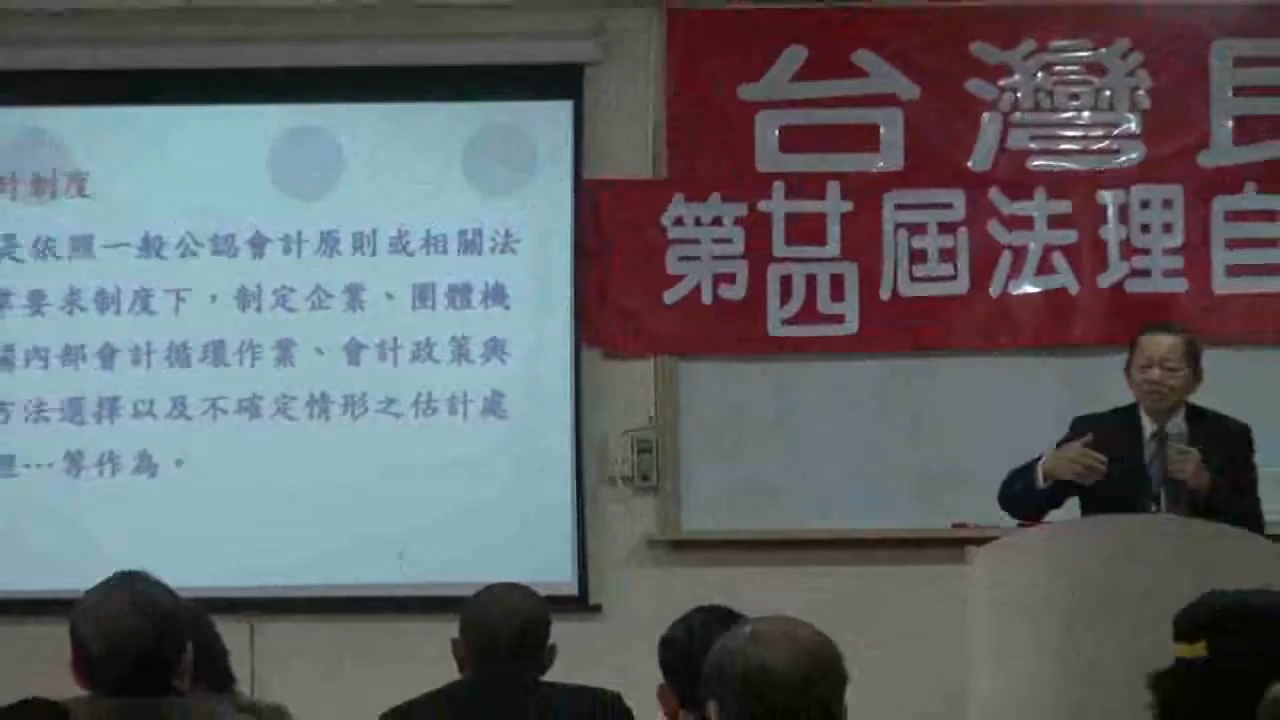 計制度
是依照一般公認會計原則或相關法
要求制度下，制定企業、團體機
內部會計循環作業、會計政策與
方法選擇以及不確定情形之估計處
理…等作為。
台灣
第廿四屆法理自